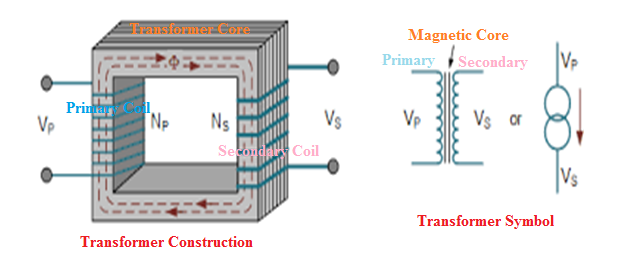 Transformer Core
Φ
Primary Coil
VP
NP
NS
VS
Secondary Coil
Transformer Construction
Magnetic Core
Primary
Secondary
VP
VS
or
VP
VS
Transformer Symbol